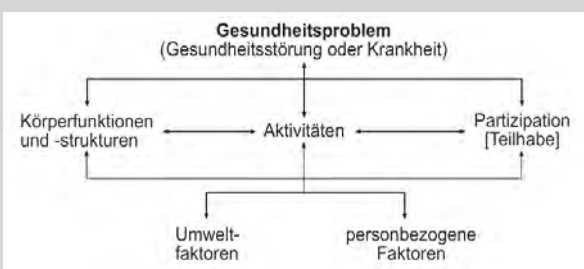 Gesundheitsproblem
(Gesundheitsstörung oder Krankheit)
Körperfunktionen
und -strukturen
Aktivitäten
Partizipation
[Teilhabe]
Umwelt-
faktoren
personbezogene
Faktoren